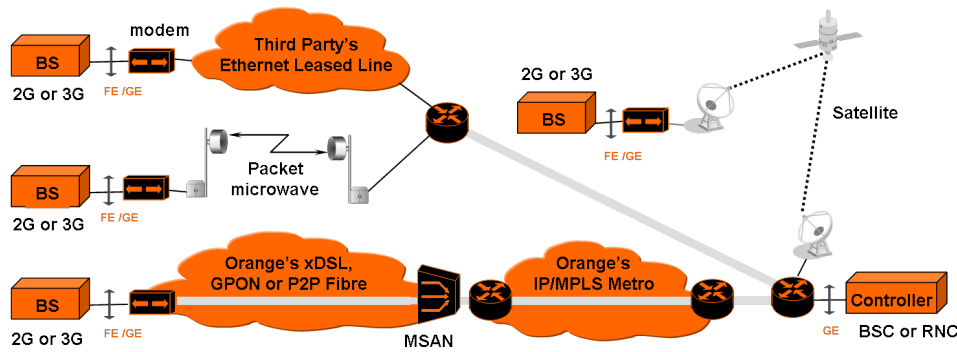 modem
Third Party's
Ethernet Leased Line
BS
2G or 3G
FE /GE
2G or 3G
BS
FE /GE
Satellite
Packet
microwave
BS
2G or 3G
FE /GE
Orange's xDSL,
GPON or P2P Fibre
Orange's
IP/MPLS Metro
BS
2G or 3G
FE /GE
MSAN
Controller
GE
BSC or RNC